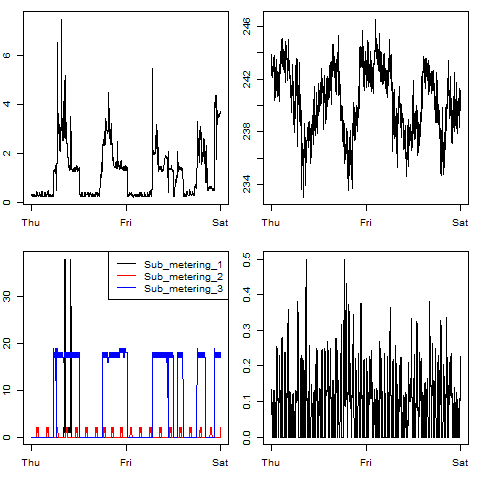 6
4
2
0
Thu Fri Sat
246
242
238
234
Thu Fri Sat
30
20
10
0
Sub_metering_1
Sub_metering_2
Sub_metering_3
Thu Fri Sat
0.5
0.4
0.3
0.2
0.1
0.0
Thu Fri Sat